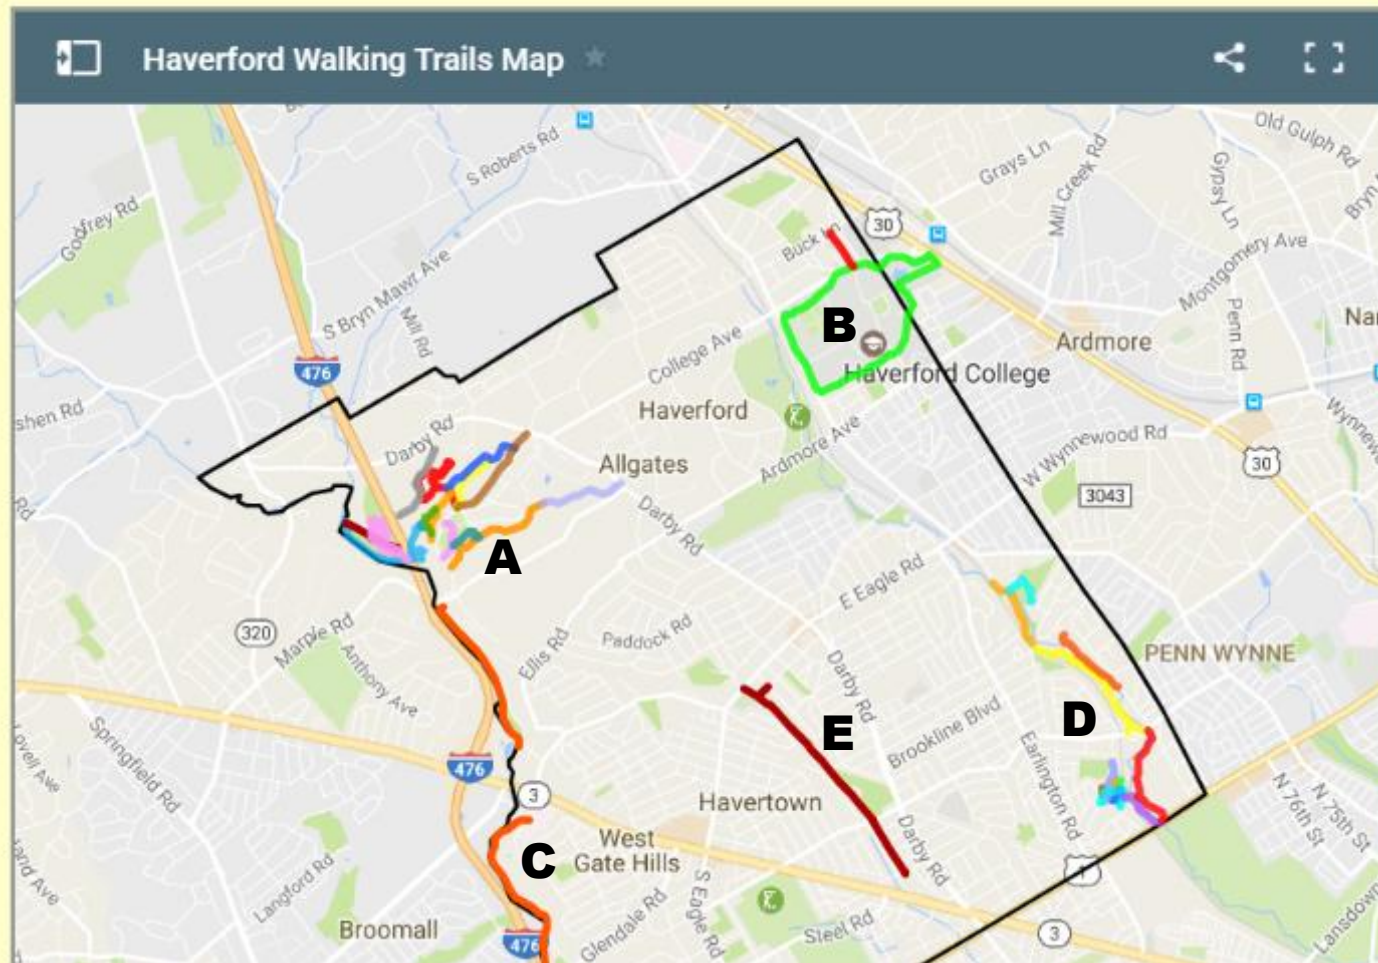 Haverford Walking Trails Map
Old Gulph Rd
S Roberts Rd
Grays Ln
Mill Creek Rd
Gypsy Ln
Godfrey Rd
30
Buck Ln
Montgomery Ave
S Bryn Mawr Ave
Penn Rd
Mill Rd
B
Ardmore
476
College Ave
Haverford College
Haverford
Darby Rd
Ardmore Ave
W Wynnewood Rd
Allgates
30
3043
Darby Rd
A
E Eagle Rd
320
Marple Rd
Paddock Rd
Ellis Rd
PENN WYNNE
Anthony Ave
Darby Rd
E
D
Brookline Blvd
Springfield Rd
476
Earlington Rd
3
Havertown
N 76th St
N 75th St
West
Gate Hills
C
Darby Rd
1
Langford Rd
S Eagle Rd
Broomall
Glendale Rd
Steel Rd
3
476